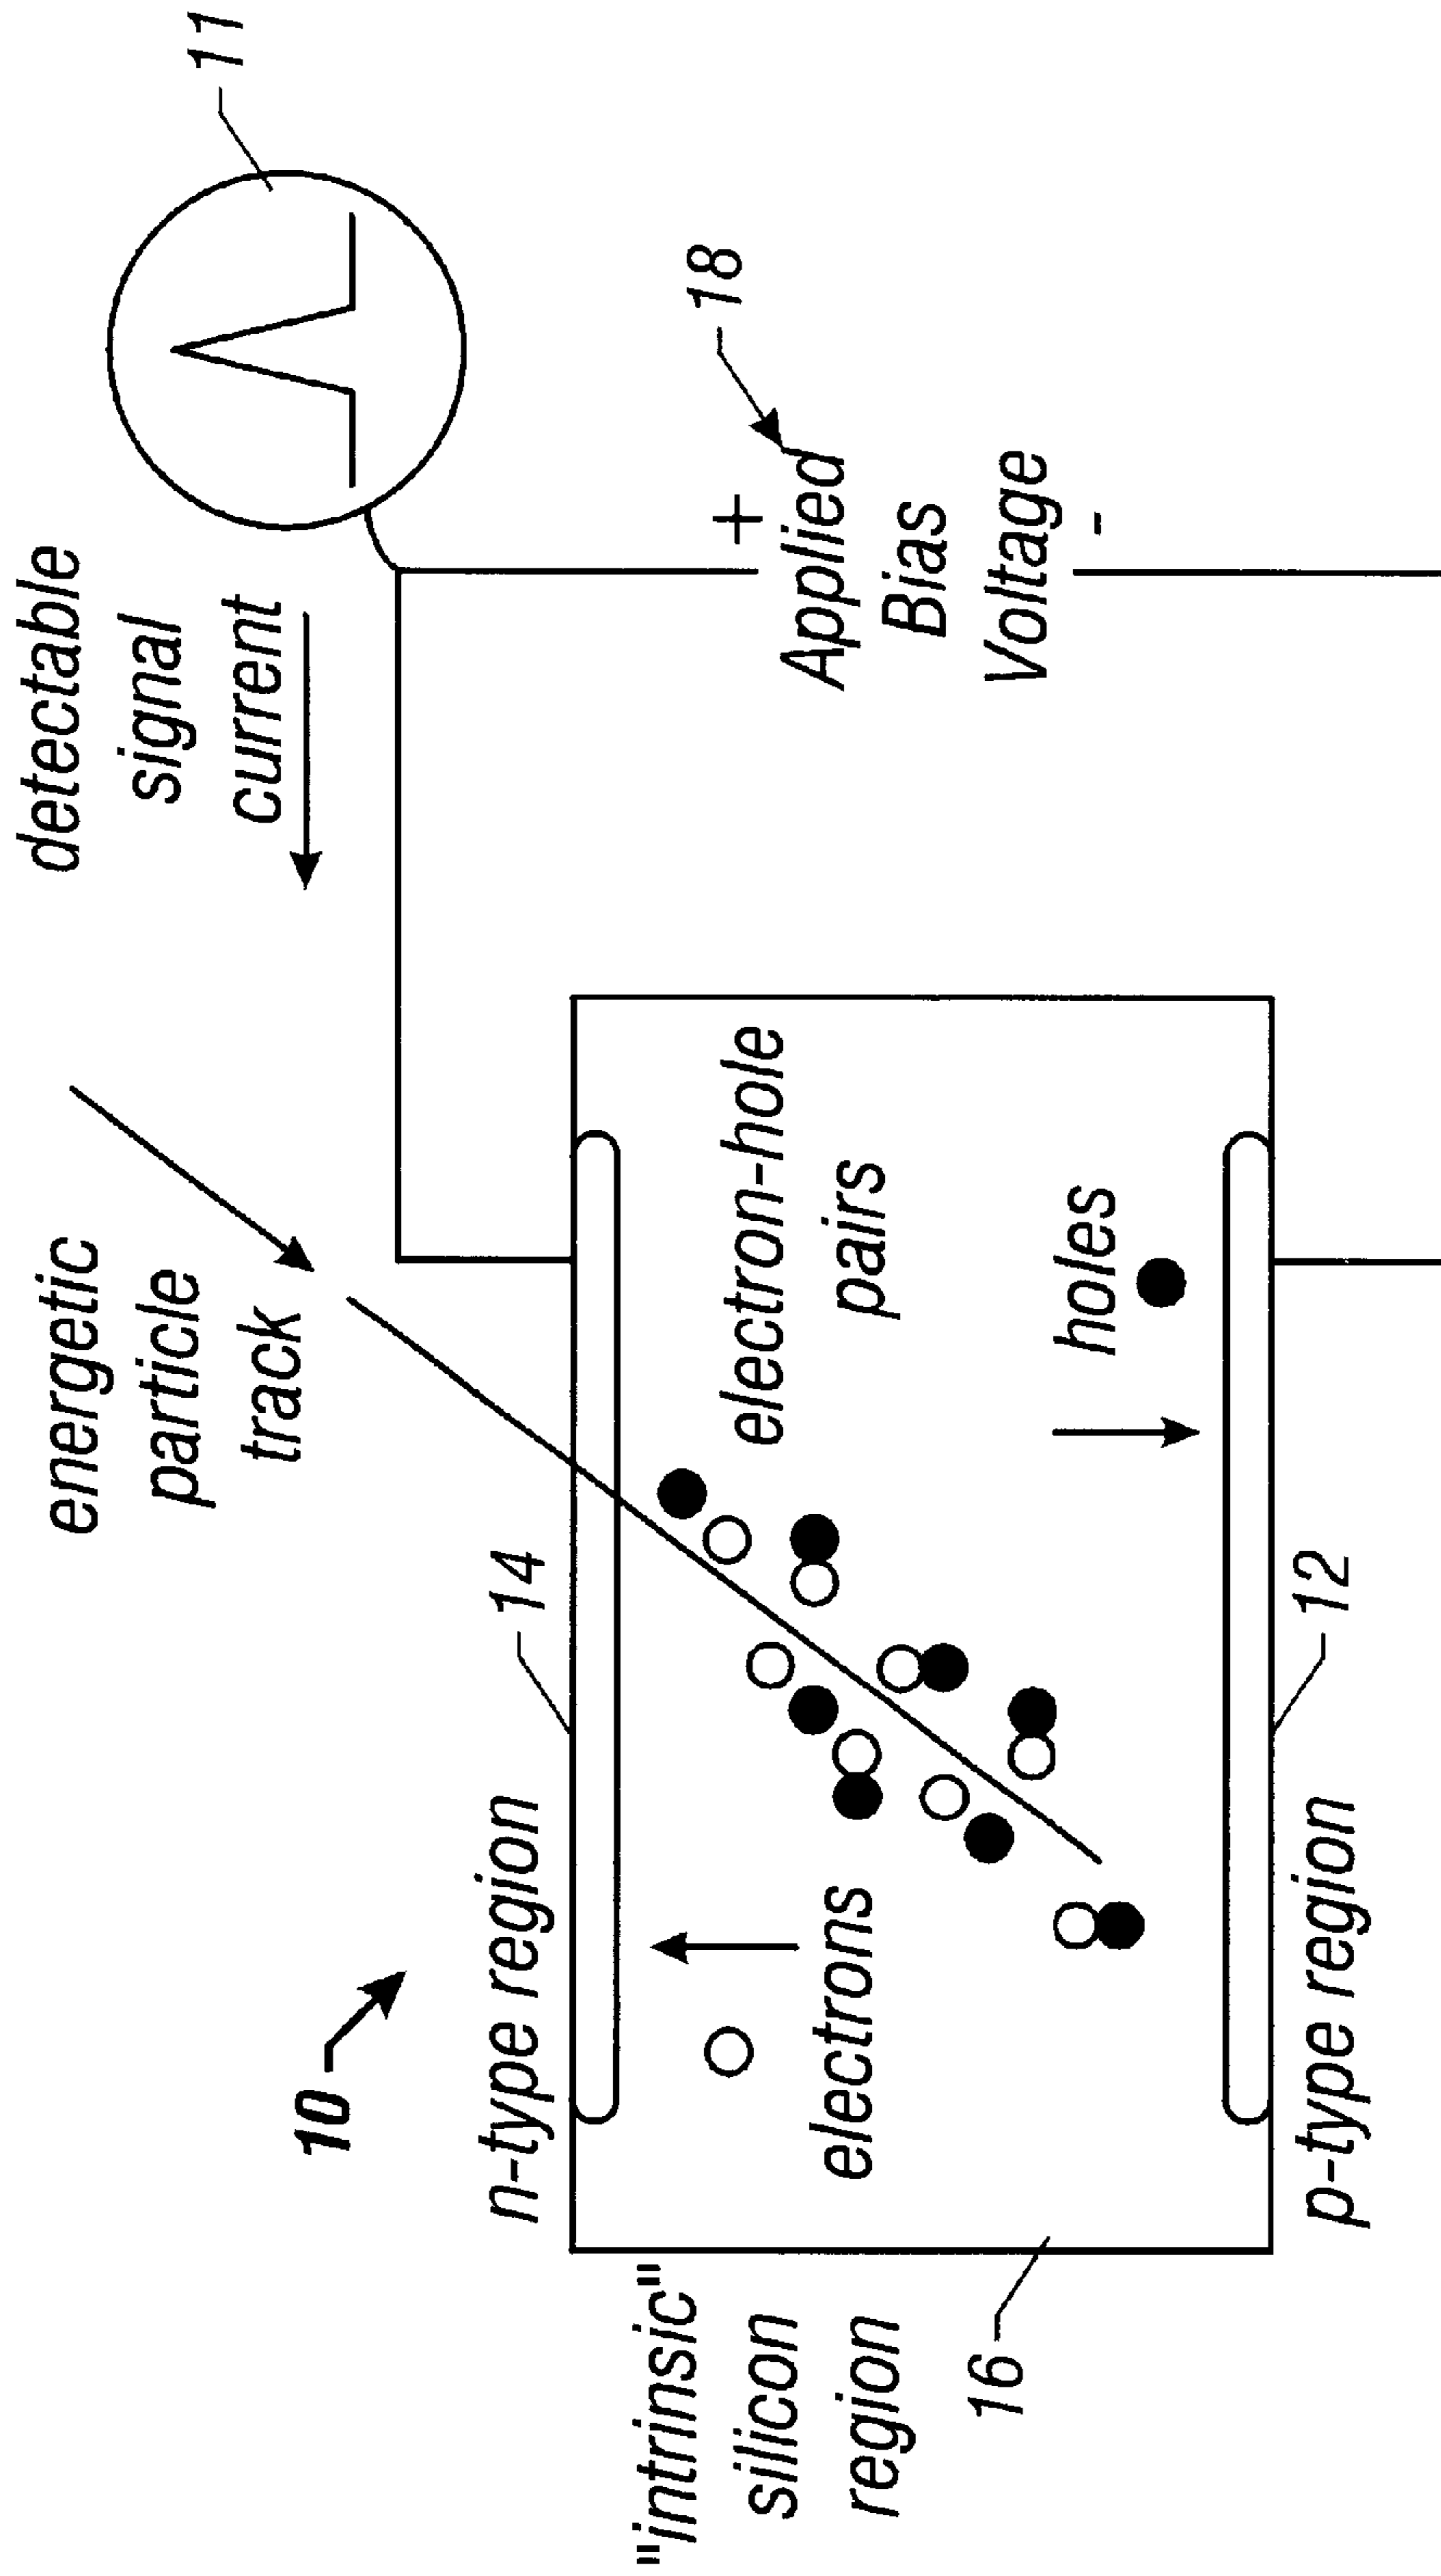 energetic
particle
track
detectable
signal
current
11
10
n-type region
14
"intrinsic"
silicon
region
16
electrons
electron-hole
pairs
holes
+
18
Applied
Bias
Voltage
-
p-type region
12